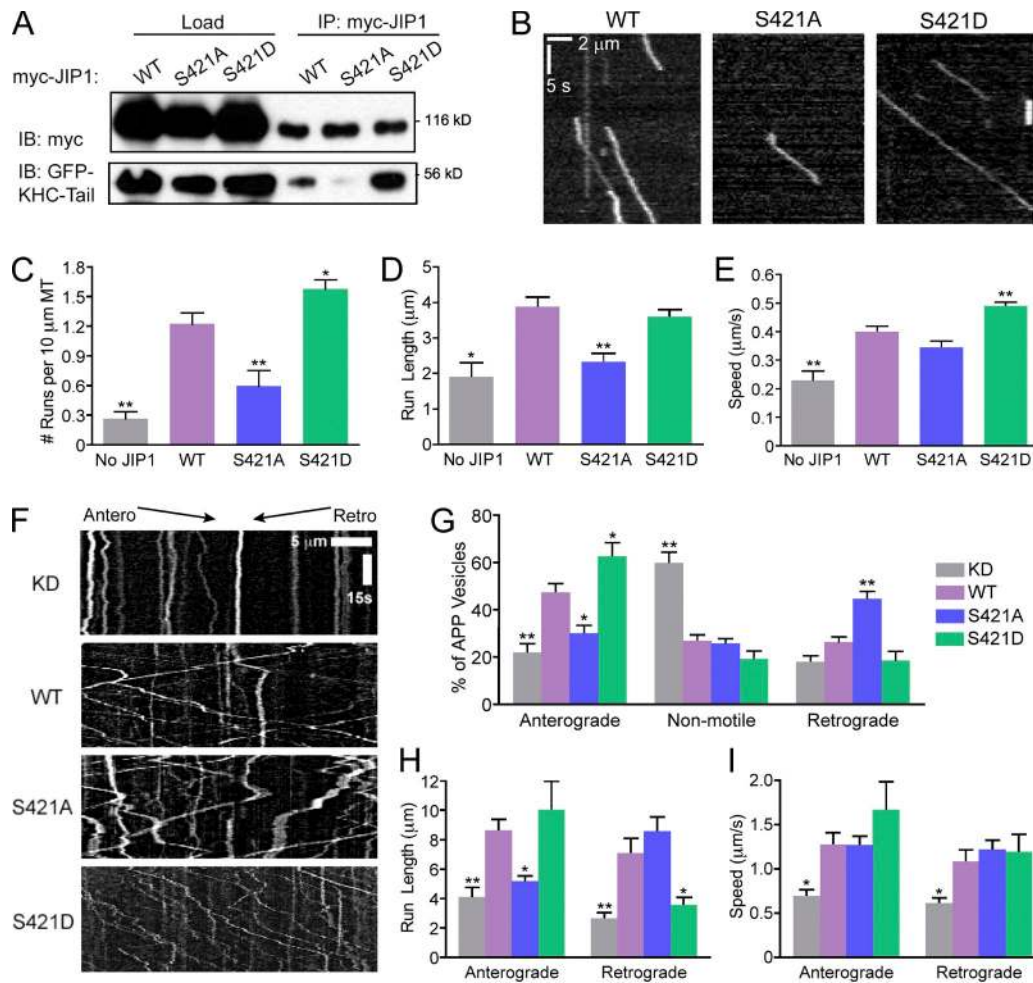 A
Load
IP: myc-JIP1
myc-JIP1:
WT
S421A
S421D
WT
S421A
S421D
IB: myc
- 116 kD
IB: GFP-
KHC-Tail
- 56 kD
B
WT
S421A
S421D
2 μm
5 s
C
# Runs per 10 μm MT
1.8
1.5
1.2
0.9
0.6
0.3
0
**
**
*
No JIP1
WT
S421A
S421D
D
Run Length (μm)
5
4
3
2
1
0
*
**
No JIP1
WT
S421A
S421D
E
Speed (μm/s)
0.6
0.5
0.4
0.3
0.2
0.1
0
**
**
No JIP1
WT
S421A
S421D
F
Antero
Retro
5 μm
15s
KD
WT
S421A
S421D
G
% of APP Vesicles
80
60
40
20
0
**
*
*
**
**
Anterograde
Non-motile
Retrograde
KD
WT
S421A
S421D
H
Run Length (μm)
12
10
8
6
4
2
0
**
*
**
*
Anterograde
Retrograde
I
Speed (μm/s)
2.0
1.5
1.0
0.5
0
*
*
Anterograde
Retrograde